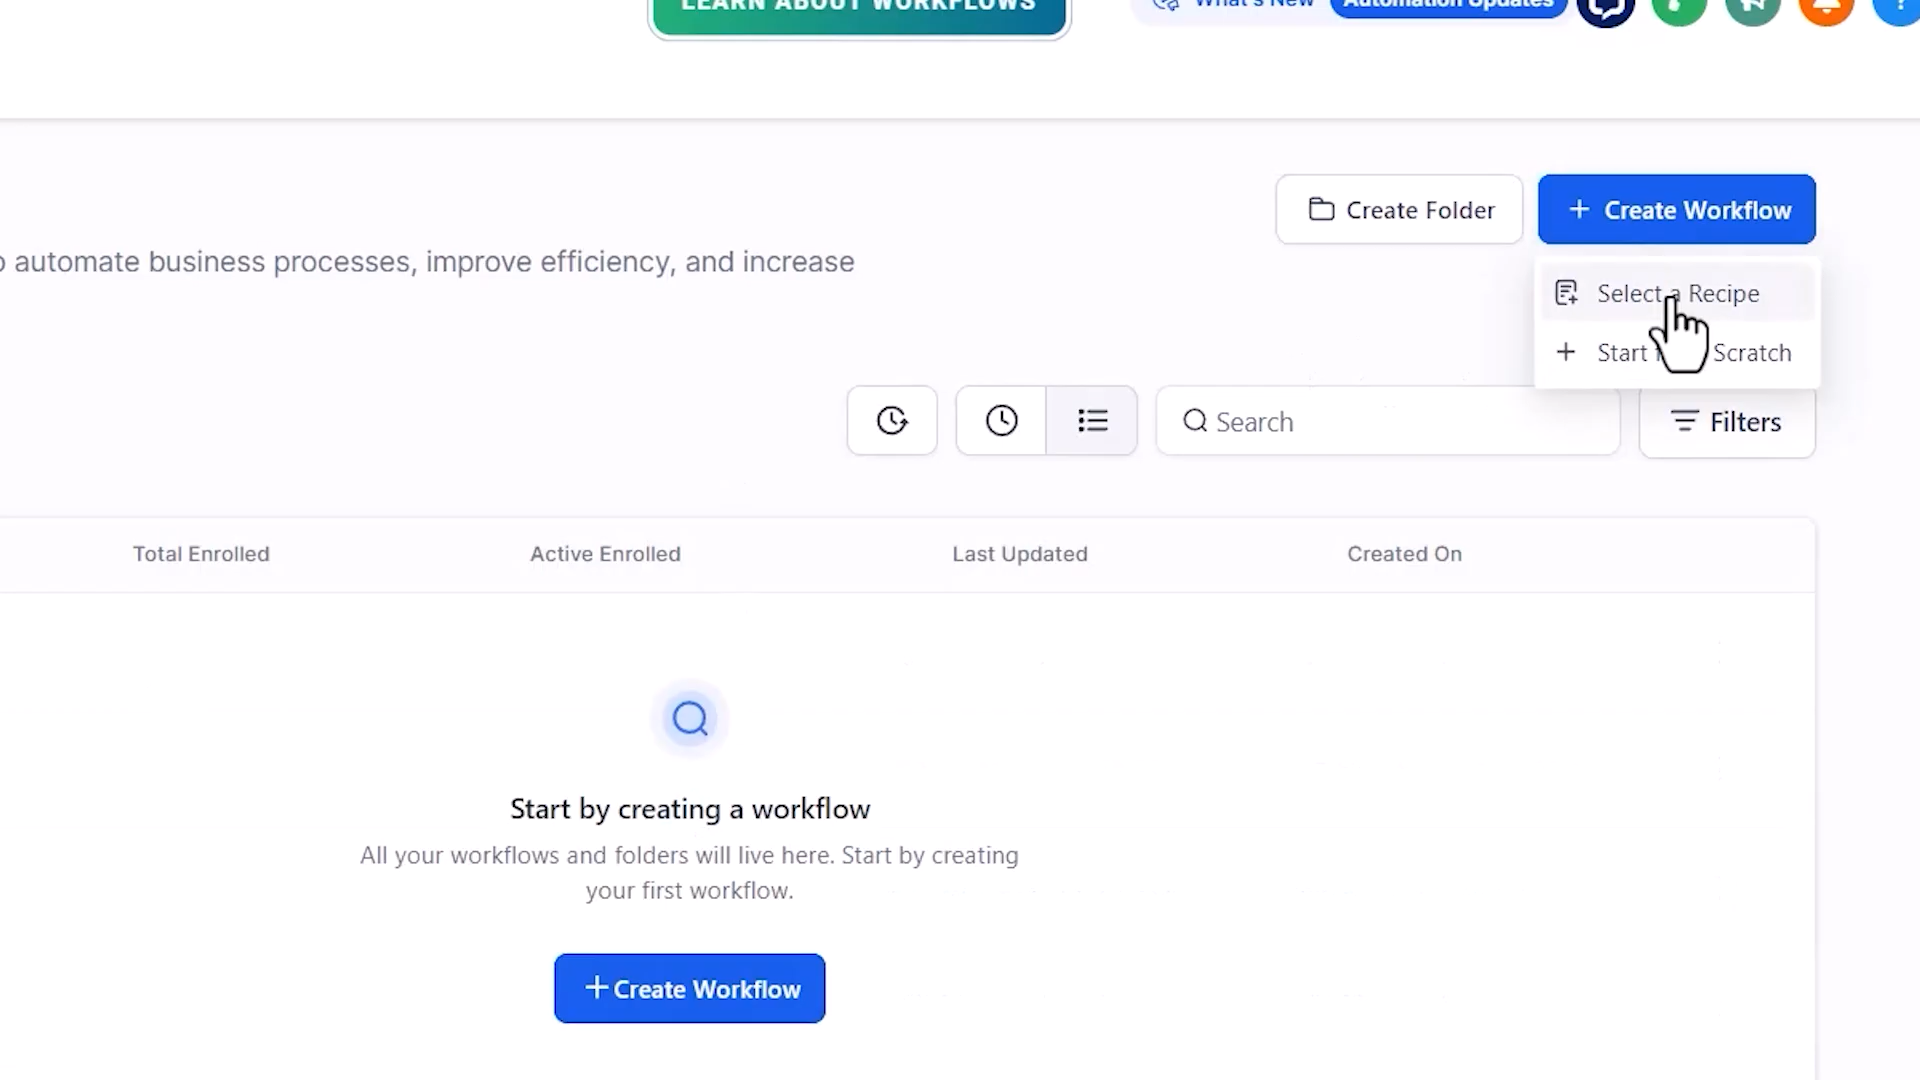 LEARN ABOUT WORKFLOWS
What's New
Automation Updates
?
Create Folder
+ Create Workflow
o automate business processes, improve efficiency, and increase
Select a Recipe
+ Start Scratch
Search
Filters
Total Enrolled
Active Enrolled
Last Updated
Created On
Start by creating a workflow
All your workflows and folders will live here. Start by creating
your first workflow.
+ Create Workflow